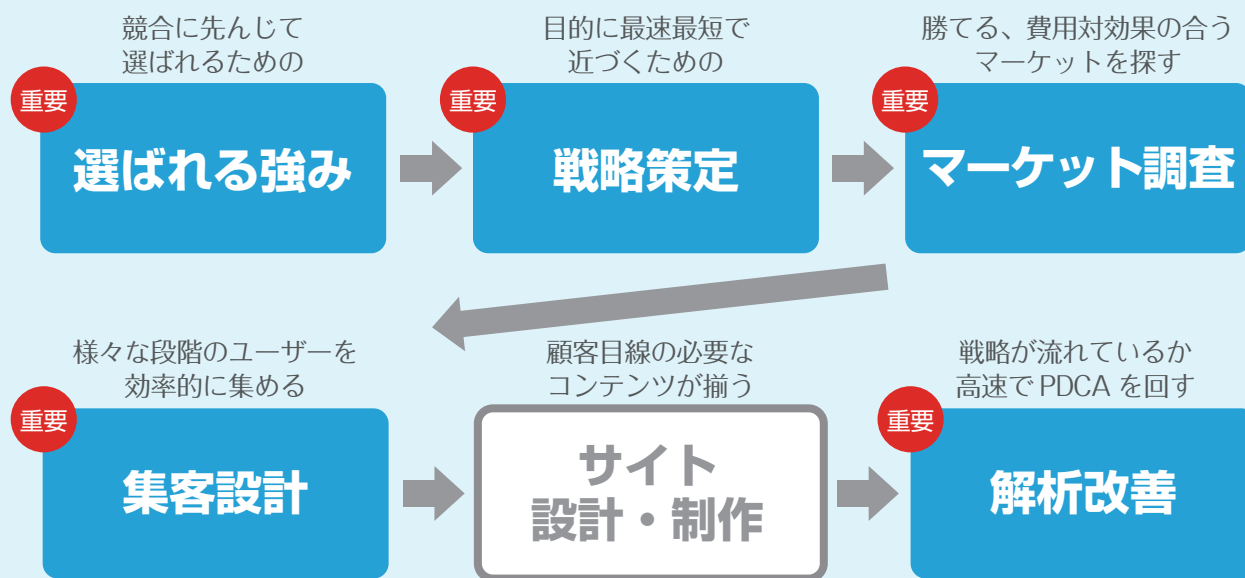 競合に先んじて
選ばれるための
重要
選ばれる強み
目的に最速最短で
近づくための
重要
戦略策定
勝てる、費用対効果の合う
マーケットを探す
重要
マーケット調査
様々な段階のユーザーを
効率的に集める
重要
集客設計
顧客目線の必要な
コンテンツが揃う
サイト
設計・制作
戦略が流れているか
高速で PDCA を回す
重要
解析改善